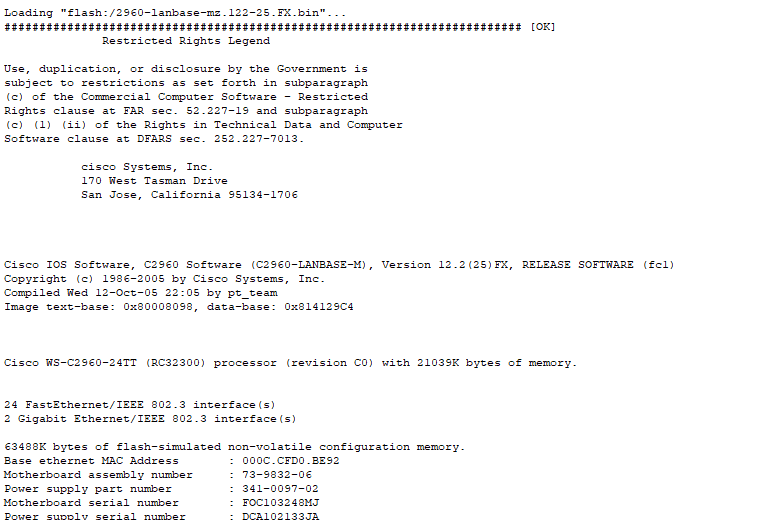 Loading "flash:/2960-lanbase-mz.122-25.FX.bin"...
########################################################################## [OK]
Restricted Rights Legend
Use, duplication, or disclosure by the Government is
subject to restrictions as set forth in subparagraph
(c) of the Commercial Computer Software - Restricted
Rights clause at FAR sec. 52.227-19 and subparagraph
(c) (1) (ii) of the Rights in Technical Data and Computer
Software clause at DFARS sec. 252.227-7013.
cisco Systems, Inc.
170 West Tasman Drive
San Jose, California 95134-1706
Cisco IOS Software, C2960 Software (C2960-LANBASE-M), Version 12.2(25)FX, RELEASE SOFTWARE (fc1)
Copyright (c) 1986-2005 by Cisco Systems, Inc.
Compiled Wed 12-Oct-05 22:05 by pt_team
Image text-base: 0x80008098, data-base: 0x814129C4
Cisco WS-C2960-24TT (RC32300) processor (revision C0) with 21039K bytes of memory.
24 FastEthernet/IEEE 802.3 interface(s)
2 Gigabit Ethernet/IEEE 802.3 interface(s)
63488K bytes of flash-simulated non-volatile configuration memory.
Base ethernet MAC Address : 000C.CFD0.BE92
Motherboard assembly number : 73-9832-06
Power supply part number : 341-0097-02
Motherboard serial number : FOC103248MJ
Power supply serial number : DCA102133JA